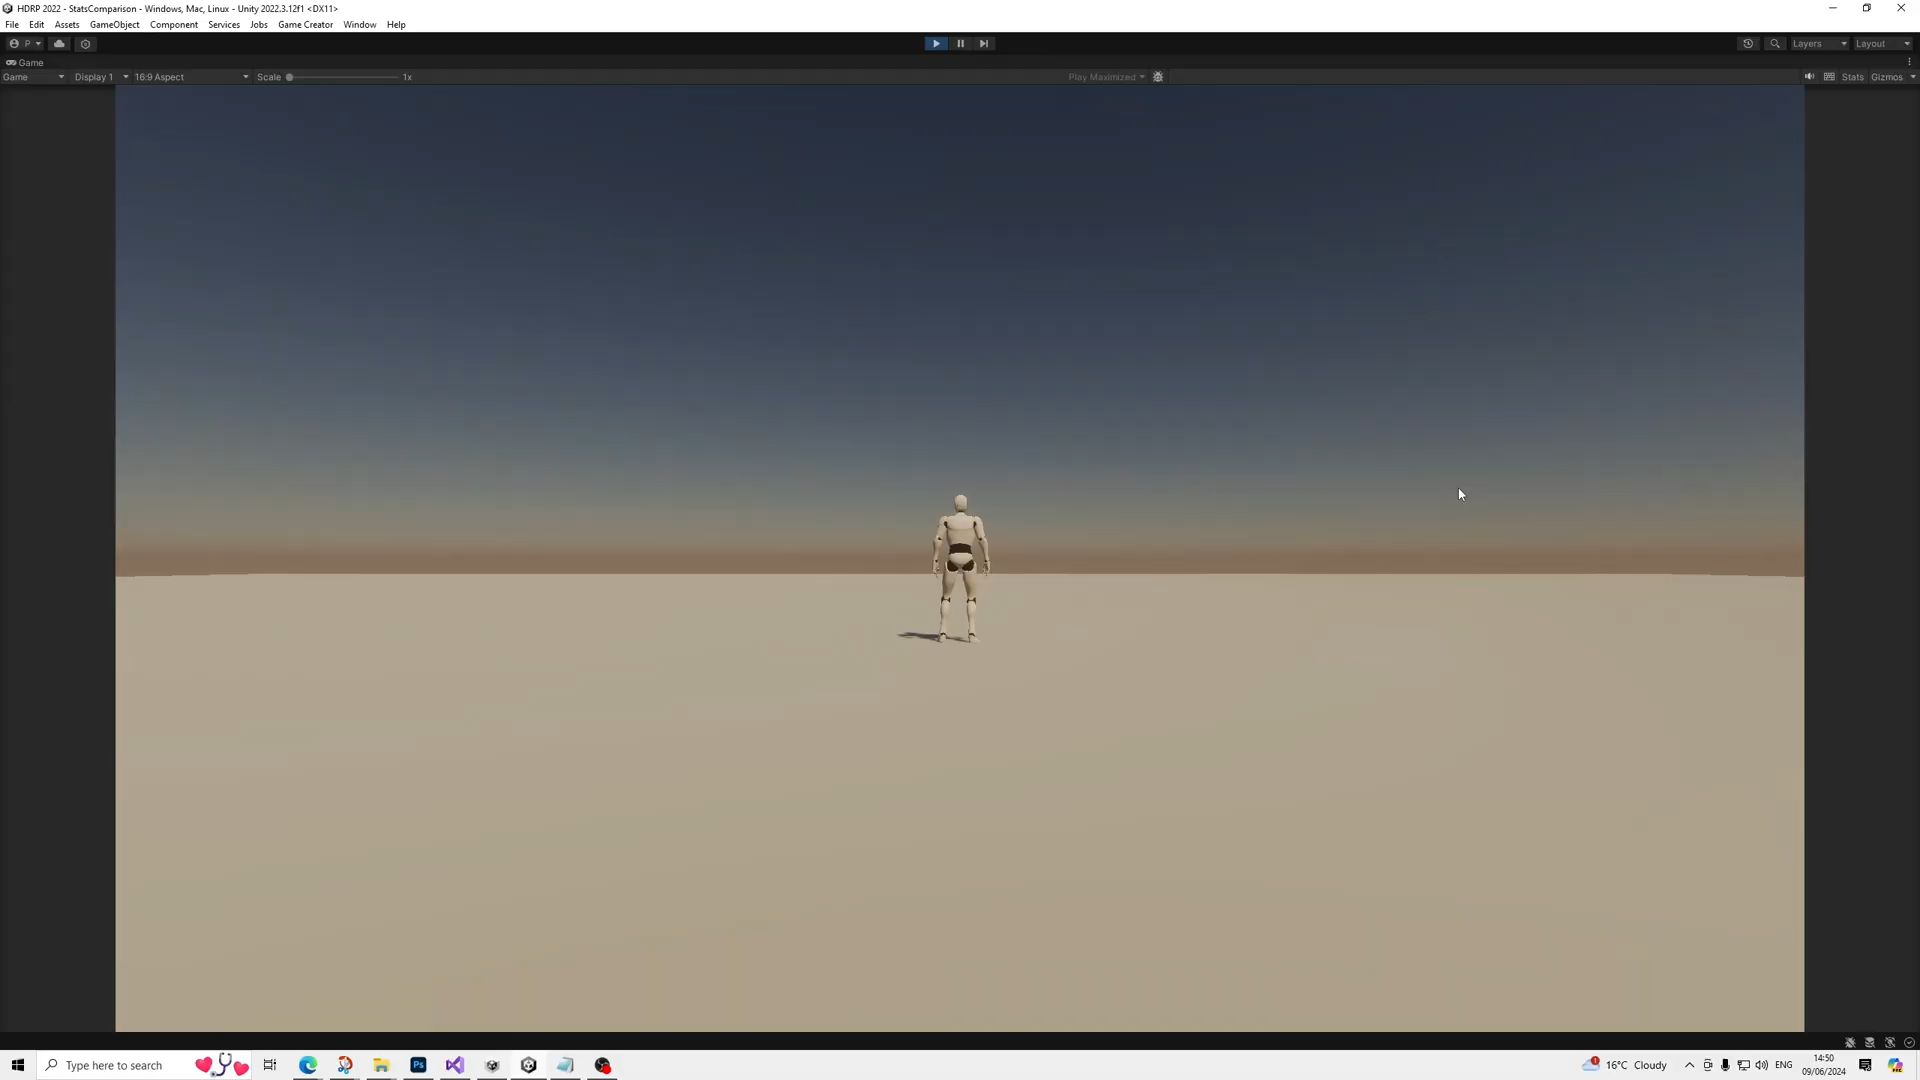 HDRP 2022 - StatsComparison - Windows, Mac, Linux - Unity 2022.3.12f1 <DX11>
File Edit Assets GameObject Component Services Jobs Game Creator Window Help
P Layers Layout
Game
Game Display 1 16:9 Aspect Scale 1x Play Maximized Stats Gizmos
Type here to search Ps 16°C Cloudy ENG 14:50
09/06/2024